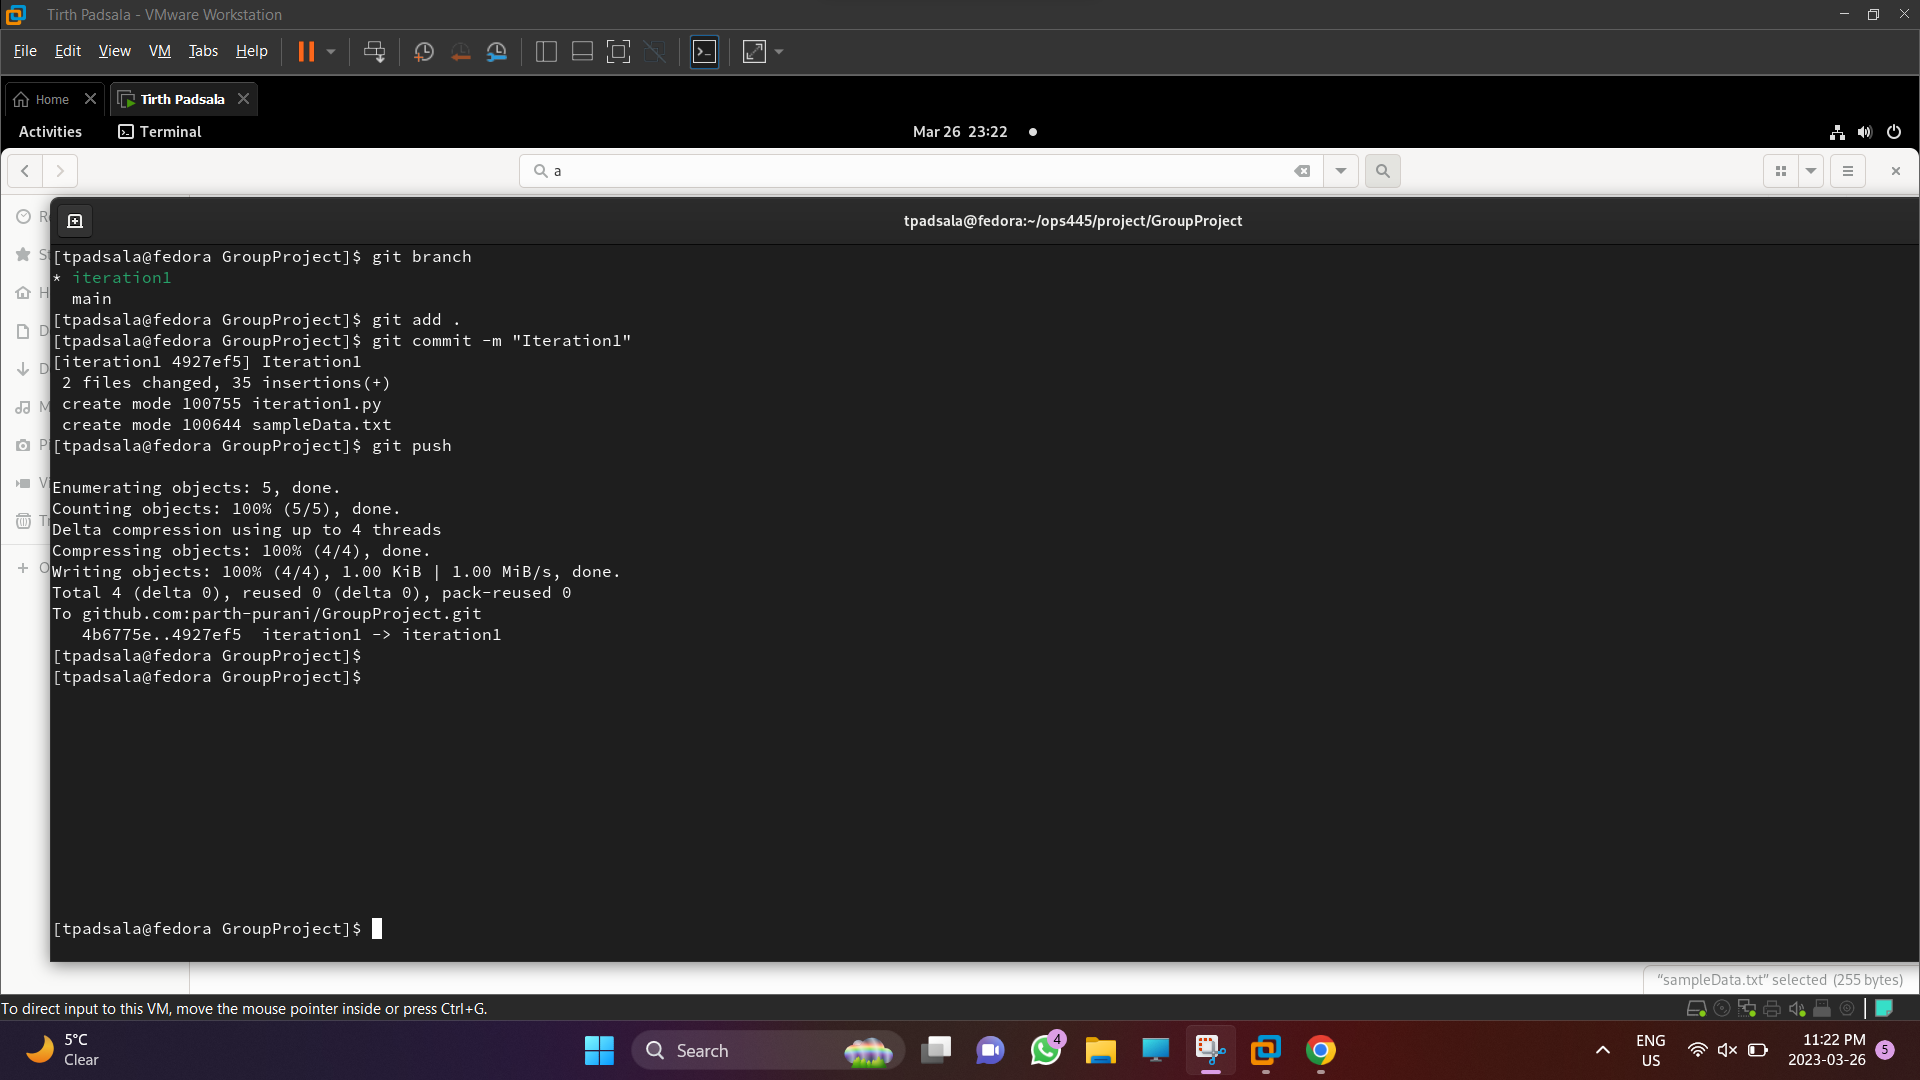 Tirth Padsala - VMware Workstation
File Edit View VM Tabs Help
Home
Tirth Padsala
Activities
Terminal
Mar 26 23:22
a
tpadsala@fedora:~/ops445/project/GroupProject
[tpadsala@fedora GroupProject]$ git branch
* iteration1
main
[tpadsala@fedora GroupProject]$ git add .
[tpadsala@fedora GroupProject]$ git commit -m "Iteration1"
[iteration1 4927ef5] Iteration1
2 files changed, 35 insertions(+)
create mode 100755 iteration1.py
create mode 100644 sampleData.txt
[tpadsala@fedora GroupProject]$ git push
Enumerating objects: 5, done.
Counting objects: 100% (5/5), done.
Delta compression using up to 4 threads
Compressing objects: 100% (4/4), done.
Writing objects: 100% (4/4), 1.00 KiB | 1.00 MiB/s, done.
Total 4 (delta 0), reused 0 (delta 0), pack-reused 0
To github.com:parth-purani/GroupProject.git
4b6775e..4927ef5  iteration1 -> iteration1
[tpadsala@fedora GroupProject]$
[tpadsala@fedora GroupProject]$
[tpadsala@fedora GroupProject]$
“sampleData.txt” selected (255 bytes)
To direct input to this VM, move the mouse pointer inside or press Ctrl+G.
5°C
Clear
Search
4
ENG
US
11:22 PM
2023-03-26
5